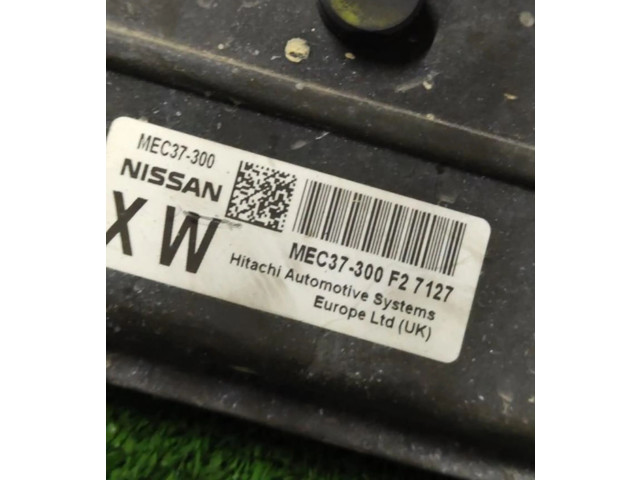 MEC37-300
NISSAN
XW
MEC37-300 F2 7127
Hitachi Automotive Systems
Europe Ltd (UK)